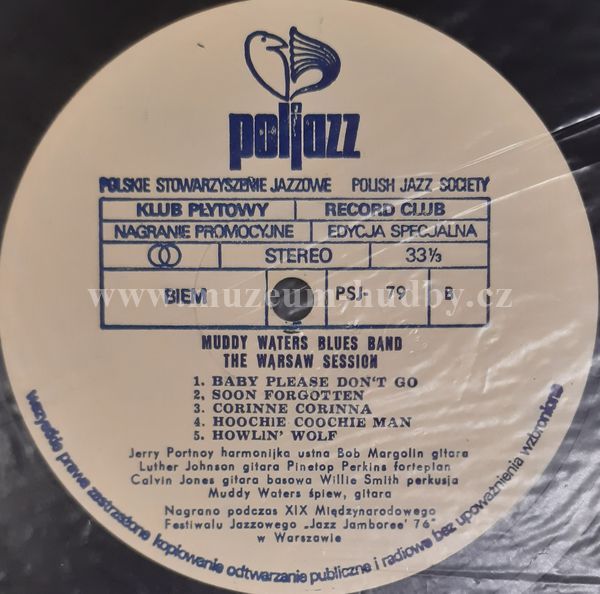 poljazz
POLSKIE STOWARZYSZENIE JAZZOWE POLISH JAZZ SOCIETY
KLUB PŁYTOWY RECORD CLUB
NAGRANIE PROMOCYJNE EDYCJA SPECJALNA
STEREO 33⅓
BIEM PSJ- 79 B
www.muzeum.hudby.cz
MUDDY WATERS BLUES BAND
THE WARSAW SESSION
1. BABY PLEASE DON'T GO
2, SOON FORGOTTEN
3. CORINNE CORINNA
4. HOOCHIE COOCHIE MAN
5. HOWLIN' WOLF
Jerry Portnoy harmonijka ustna Bob Margolin gitara
Luther Johnson gitara Pinetop Perkins forteplan
Calvin Jones gitara basowa Willie Smith perkusja
Muddy Waters śpiew, gitara
Nagrano podczas XIX Międzynarodowego
Festiwalu Jazzowego „Jazz Jamboree' 76"
w Warszawie
wszystkie prawa zastrzeżone kopiowanie odtwarzanie publiczne i radiowe bez upoważnienia wzbronione